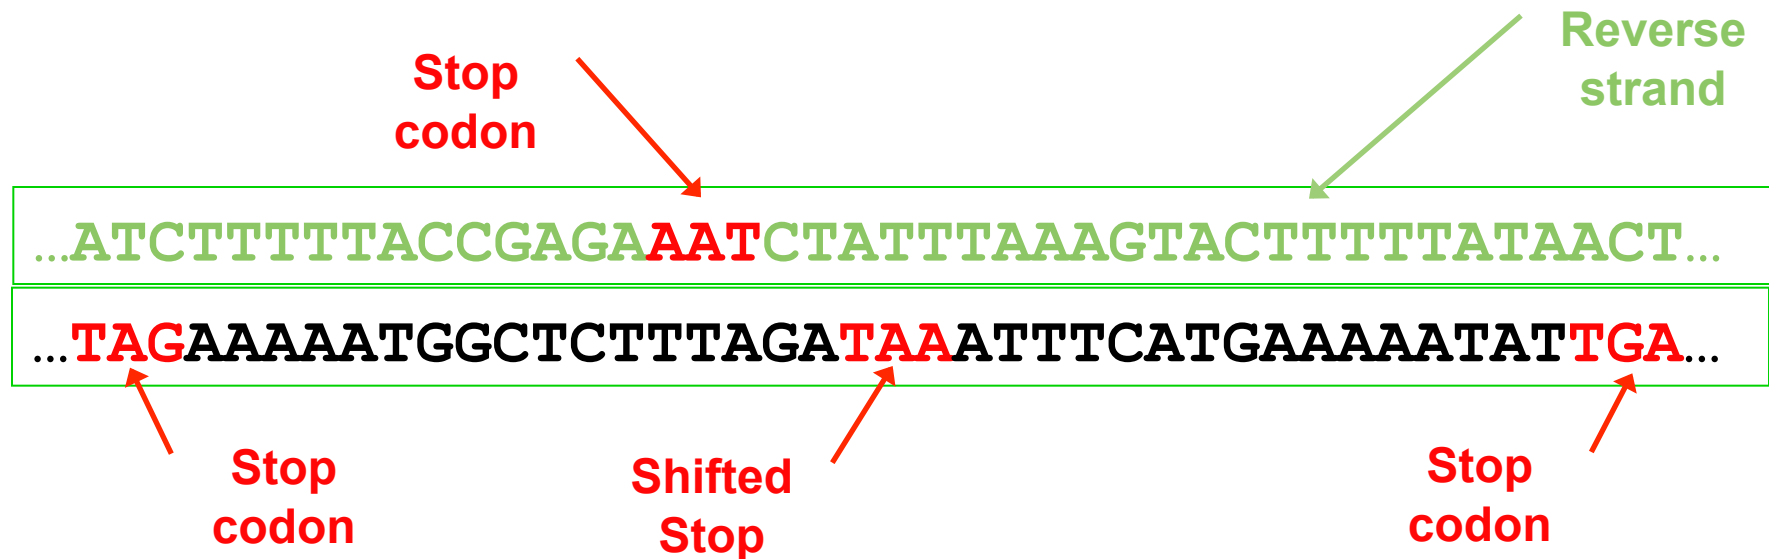 Reverse
strand
Stop
codon
...ATCTTTTTACCGAGAAATCTATTTAAAGTACTTTTTATAACT...
...TAGAAAAATGGCTCTTTAGATAAATTTCATGAAAAATATTGA...
Stop
codon
Shifted
Stop
Stop
codon